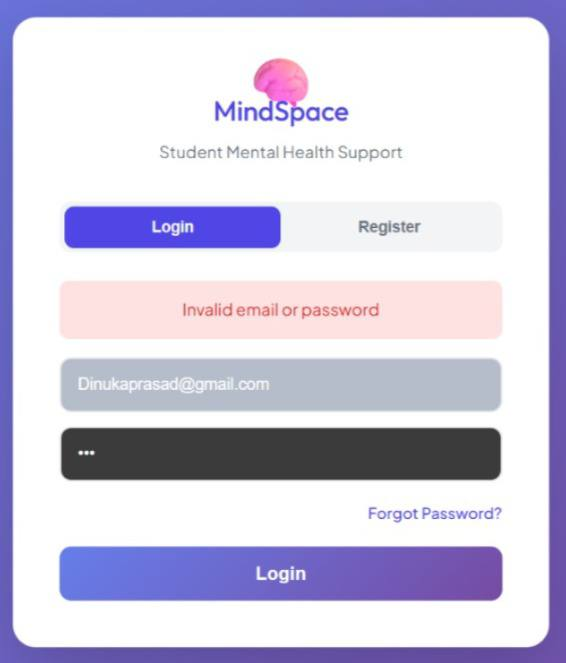 MindSpace
Student Mental Health Support
Login Register
Invalid email or password
Dinukaprasad@gmail.com
•••
Forgot Password?
Login